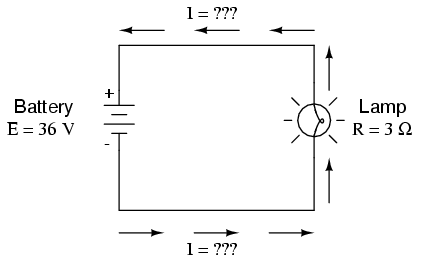 I = ???
+
Battery
E = 36 V
-
Lamp
R = 3 Ω
I = ???